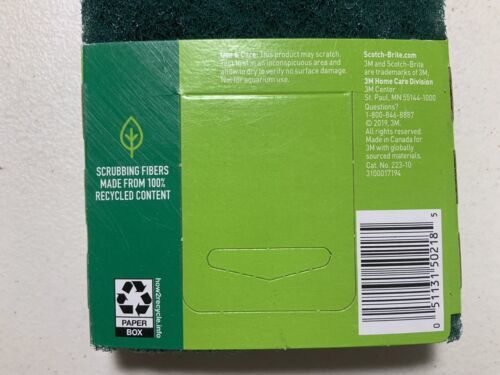 Use & Care: This product may scratch.
Test first in an inconspicuous area and
allow to dry to verify no surface damage.
Not for aquarium use.
Scotch-Brite.com
3M and Scotch-Brite
are trademarks of 3M.
3M Home Care Division
3M Center
St. Paul, MN 55144-1000
Questions?
1-800-846-8887
© 2019, 3M.
All rights reserved.
Made in Canada for
3M with globally
sourced materials.
Cat. No. 223-10
3100017194
SCRUBBING FIBERS
MADE FROM 100%
RECYCLED CONTENT
PAPER
BOX
how2recycle.info
0 51131 50218 5